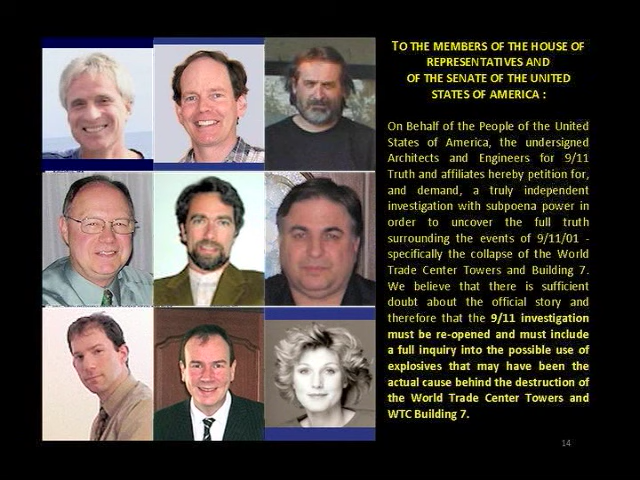 TO THE MEMBERS OF THE HOUSE OF
REPRESENTATIVES AND
OF THE SENATE OF THE UNITED
STATES OF AMERICA :
On Behalf of the People of the United
States of America, the undersigned
Architects and Engineers for 9/11
Truth and affiliates hereby petition for,
and demand, a truly independent
investigation with subpoena power in
order to uncover the full truth
surrounding the events of 9/11/01 -
specifically the collapse of the World
Trade Center Towers and Building 7.
We believe that there is sufficient
doubt about the official story and
therefore that the 9/11 investigation
must be re-opened and must include
a full inquiry into the possible use of
explosives that may have been the
actual cause behind the destruction of
the World Trade Center Towers and
WTC Building 7.
14